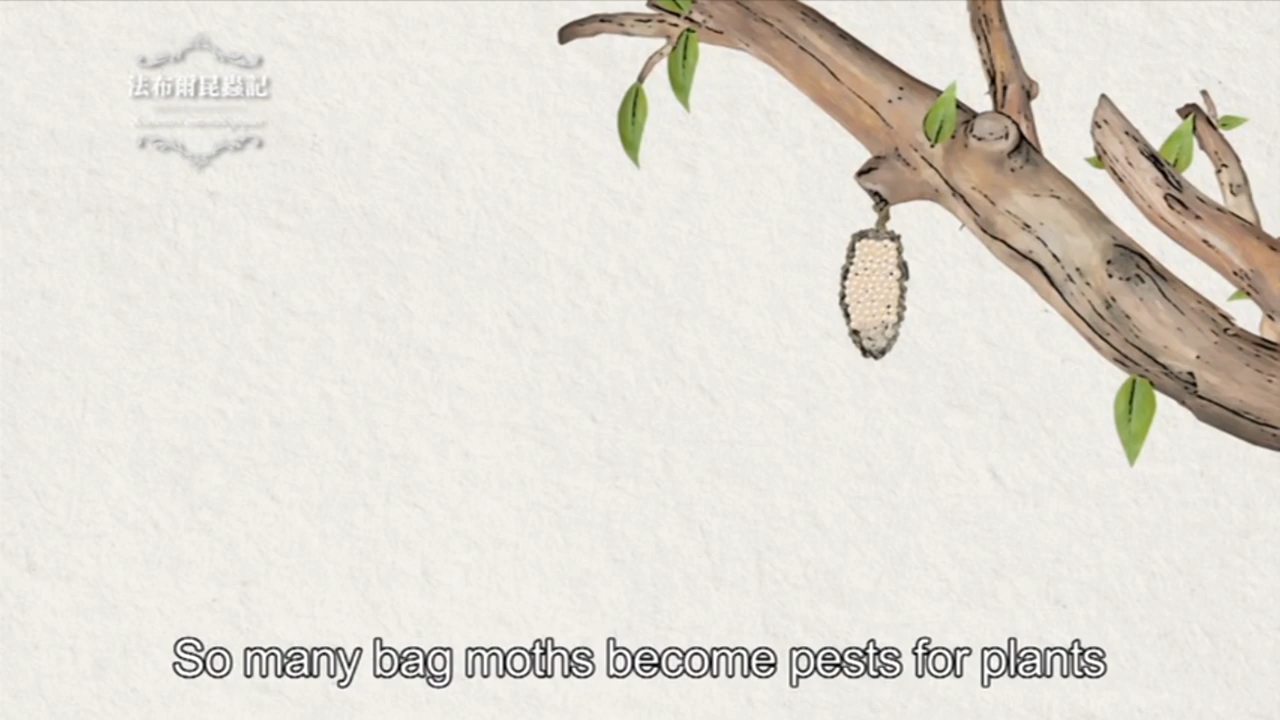 法布爾昆蟲記
So many bag moths become pests for plants